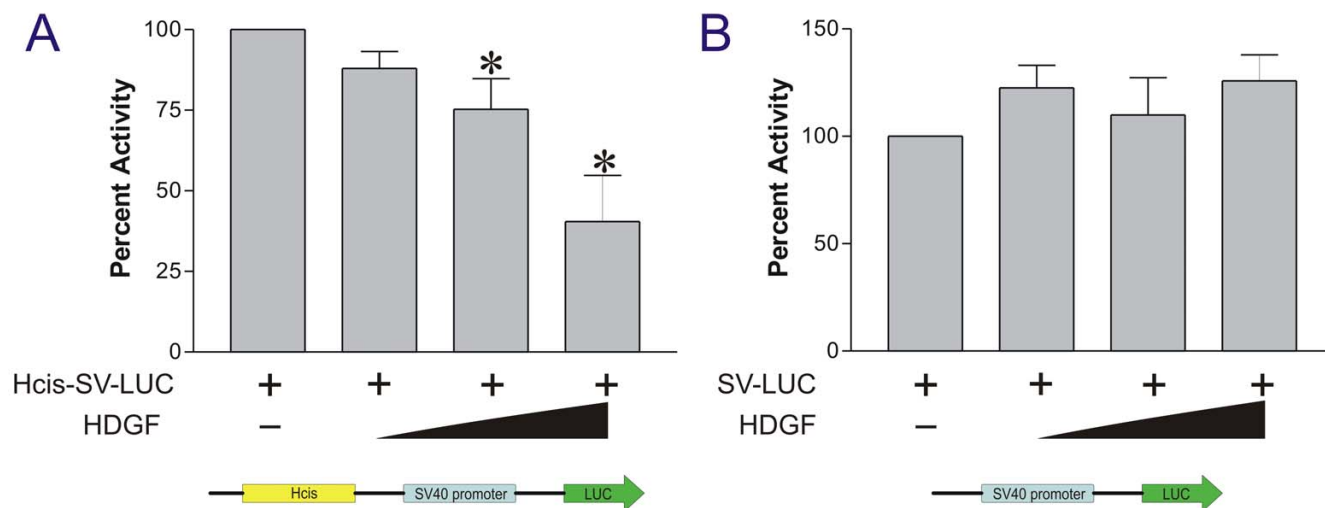 A
Percent Activity
100
75
50
25
0
*
*
Hcis-SV-LUC + + + +
HDGF –
Hcis SV40 promoter LUC
B
Percent Activity
150
100
50
0
SV-LUC + + + +
HDGF –
SV40 promoter LUC